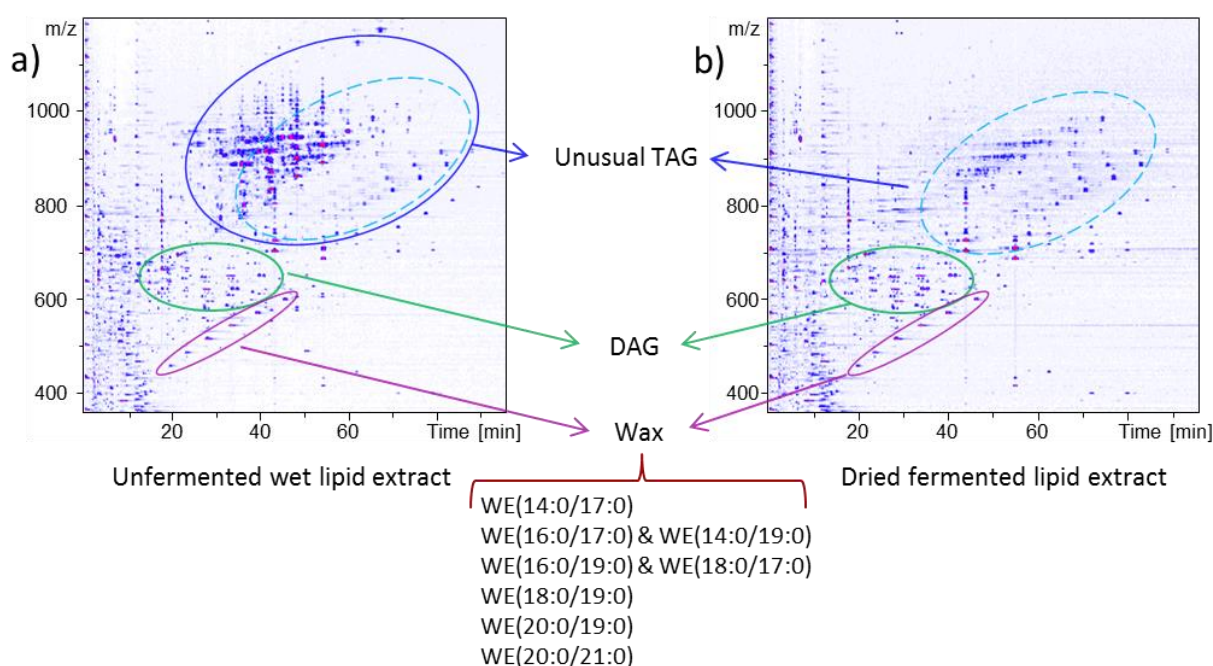 m/z
a)
1000
800
600
400
20 40 60 Time [min]
Unfermented wet lipid extract
Unusual TAG
DAG
Wax
m/z
b)
1000
800
600
400
20 40 60 Time [min]
Dried fermented lipid extract
WE(14:0/17:0)
WE(16:0/17:0) & WE(14:0/19:0)
WE(16:0/19:0) & WE(18:0/17:0)
WE(18:0/19:0)
WE(20:0/19:0)
WE(20:0/21:0)